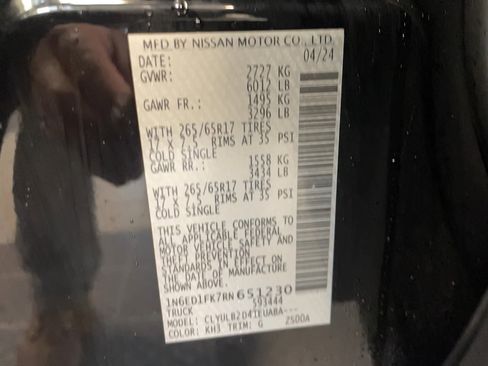 MFD BY NISSAN MOTOR CO., LTD.
DATE: 04/24
GVWR: 2727 KG
6012 LB
GAWR FR.: 1495 KG
3296 LB
WITH 265/65R17 TIRES
17 X 7.5 RIMS AT 35 PSI
COLD SINGLE
GAWR RR.: 1558 KG
3434 LB
WITH 265/65R17 TIRES
17 X 7.5 RIMS AT 35 PSI
COLD SINGLE
THIS VEHICLE CONFORMS TO
ALL APPLICABLE FEDERAL
MOTOR VEHICLE SAFETY AND
THEFT PREVENTION
STANDARDS IN EFFECT ON
THE DATE OF MANUFACTURE
SHOWN ABOVE.
1N6ED1FK7RN651230
TRUCK 593444
MODEL: CLYULB2D41EUABA---
COLOR: KH3 TRIM: G 2SD0A